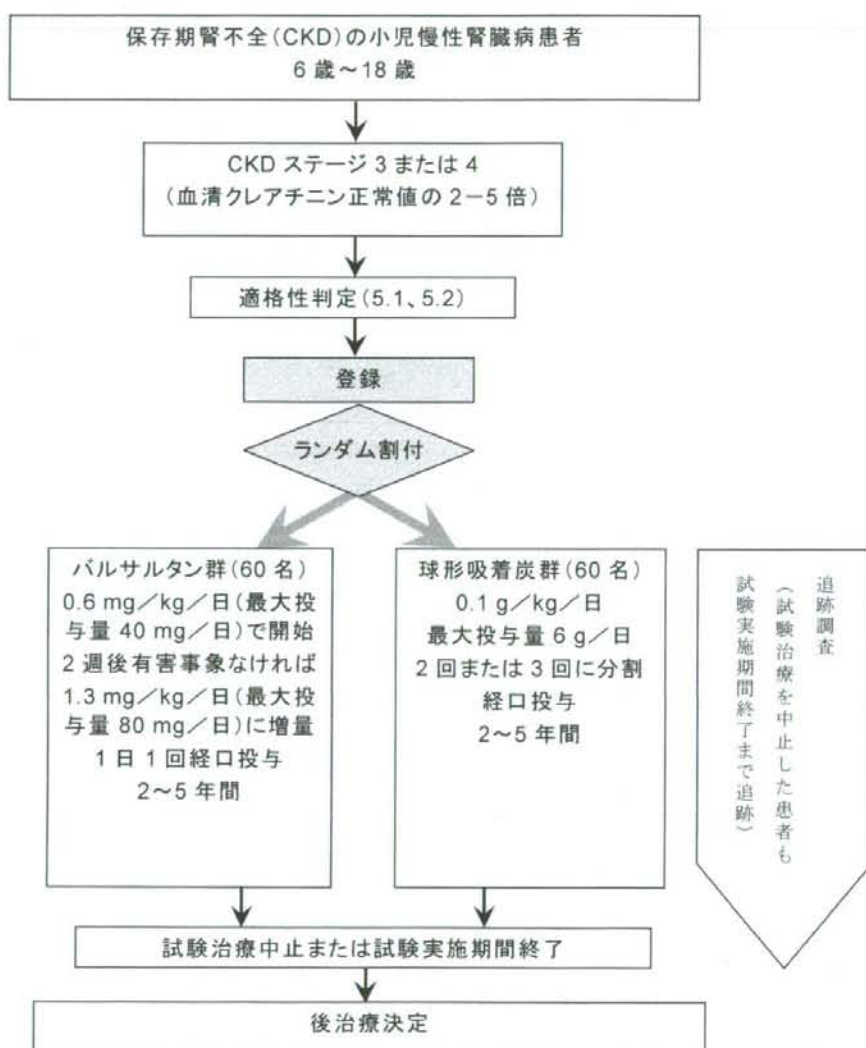 保存期腎不全(CKD)の小児慢性腎臓病患者
6歳～18歳
CKD ステージ 3 または 4
(血清クレアチニン正常値の 2－5 倍)
適格性判定(5.1、5.2)
登録
ランダム割付
バルサルタン群(60 名)
0.6 mg／kg／日(最大投
与量 40 mg／日)で開始
2 週後有害事象なければ
1.3 mg／kg／日(最大投
与量 80 mg／日)に増量
1 日 1 回経口投与
2～5 年間
球形吸着炭群(60 名)
0.1 g／kg／日
最大投与量 6 g／日
2 回または 3 回に分割
経口投与
2～5 年間
追跡調査
(試験治療を中止した患者も
試験実施期間終了まで追跡)
試験治療中止または試験実施期間終了
後治療決定